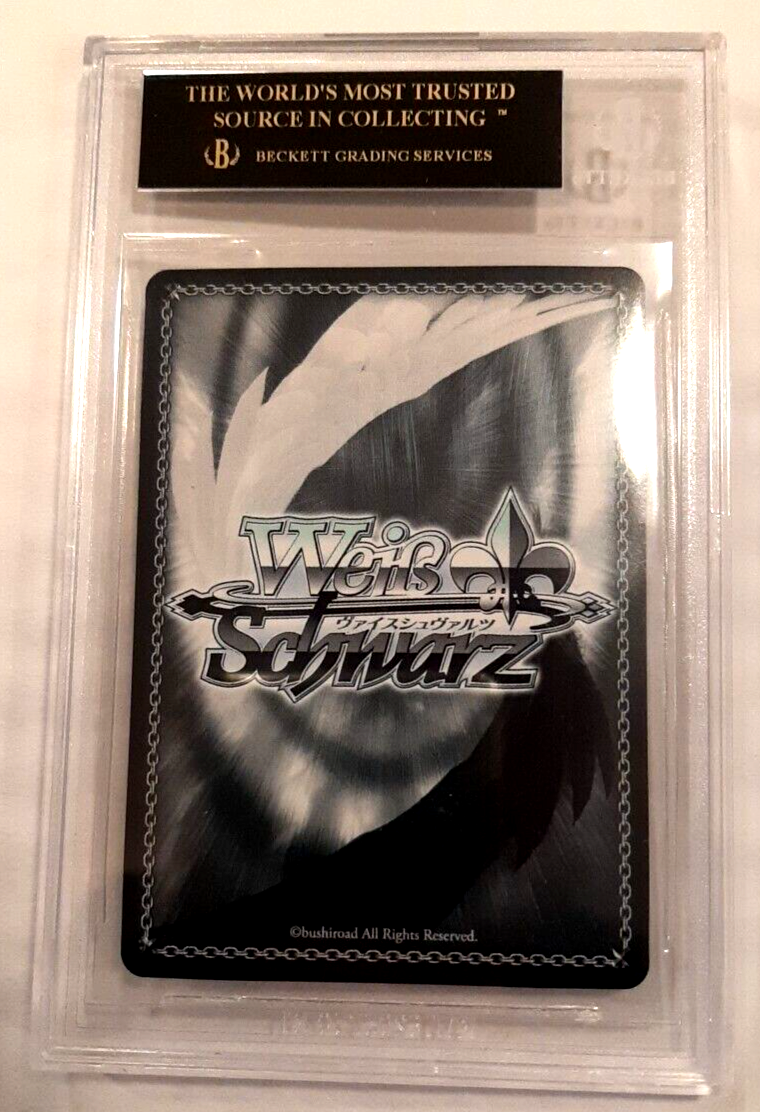 THE WORLD'S MOST TRUSTED
SOURCE IN COLLECTING ™
B BECKETT GRADING SERVICES
Weiß
ヴァイスシュヴァルツ
Schwarz
©bushiroad All Rights Reserved.